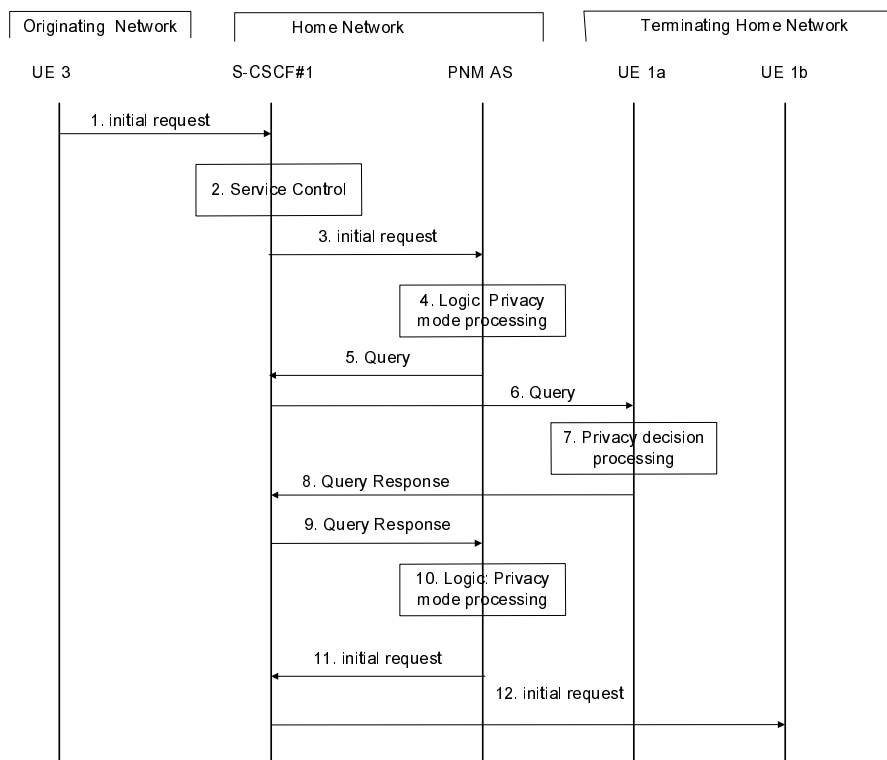 Originating Network
Home Network
Terminating Home Network
UE 3
S-CSCF#1
PNM AS
UE 1a
UE 1b
1. initial request
2. Service Control
3. initial request
4. Logic: Privacy
mode processing
5. Query
6. Query
7. Privacy decision
processing
8. Query Response
9. Query Response
10. Logic: Privacy
mode processing
11. initial request
12. initial request